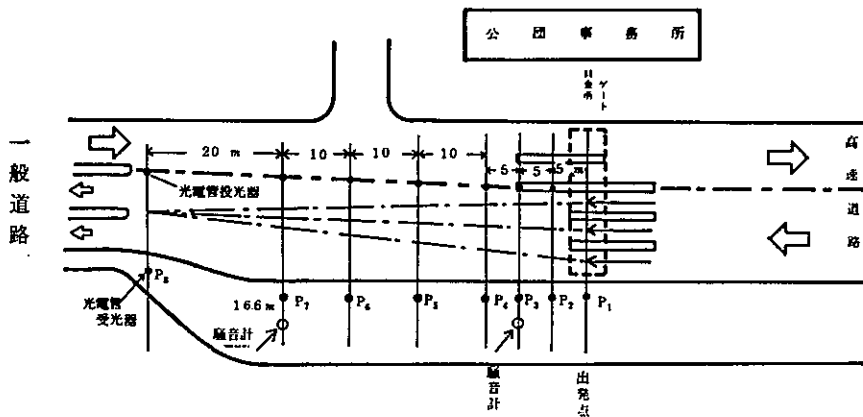 公団事務所
ゲート
料金所
一般道路
高速道路
20 m
10
10
10
5
5
5 m
光電管投光器
P₈
光電管
受光器
16.6 m
P₇
P₆
P₅
P₄
P₃
P₂
P₁
騒音計
騒音計
出発点